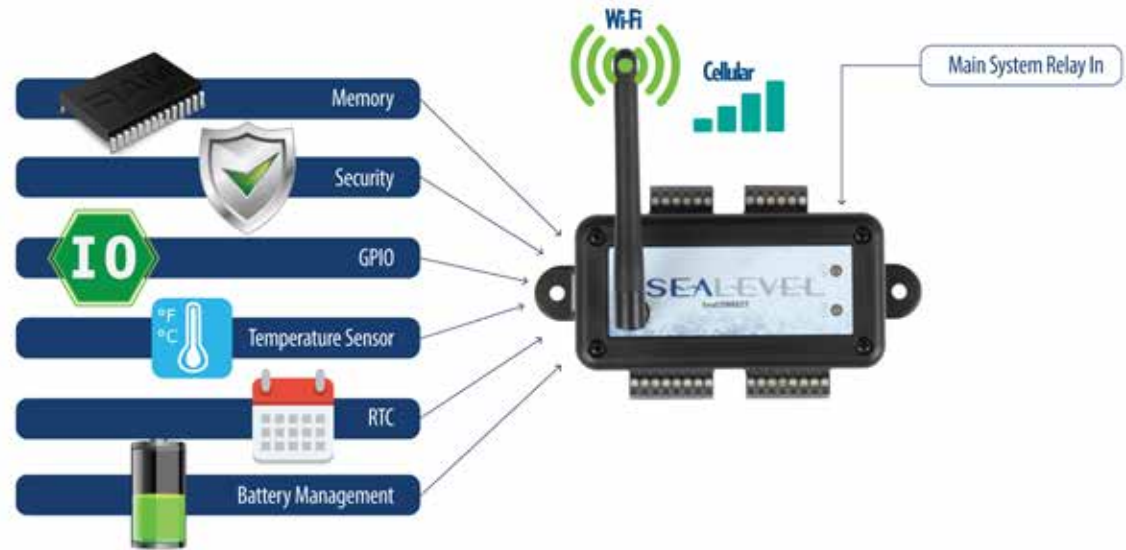 Wi-Fi
Cellular
Main System Relay In
Memory
Security
GPIO
IO
Temperature Sensor
°F
°C
RTC
Battery Management
SEALEVEL